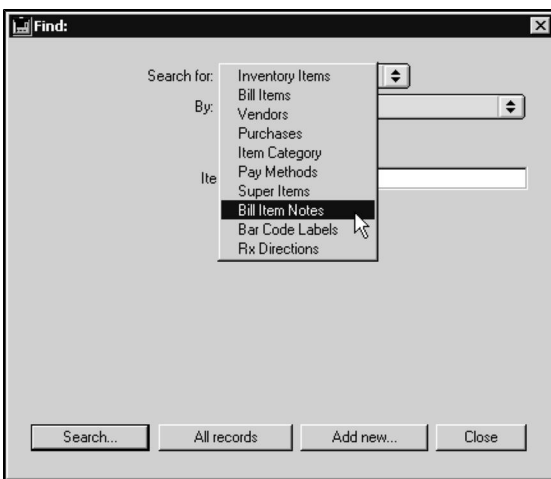 Find:
Search for:
By:
Ite
Inventory Items
Bill Items
Vendors
Purchases
Item Category
Pay Methods
Super Items
Bill Item Notes
Bar Code Labels
Rx Directions
Search...
All records
Add new...
Close